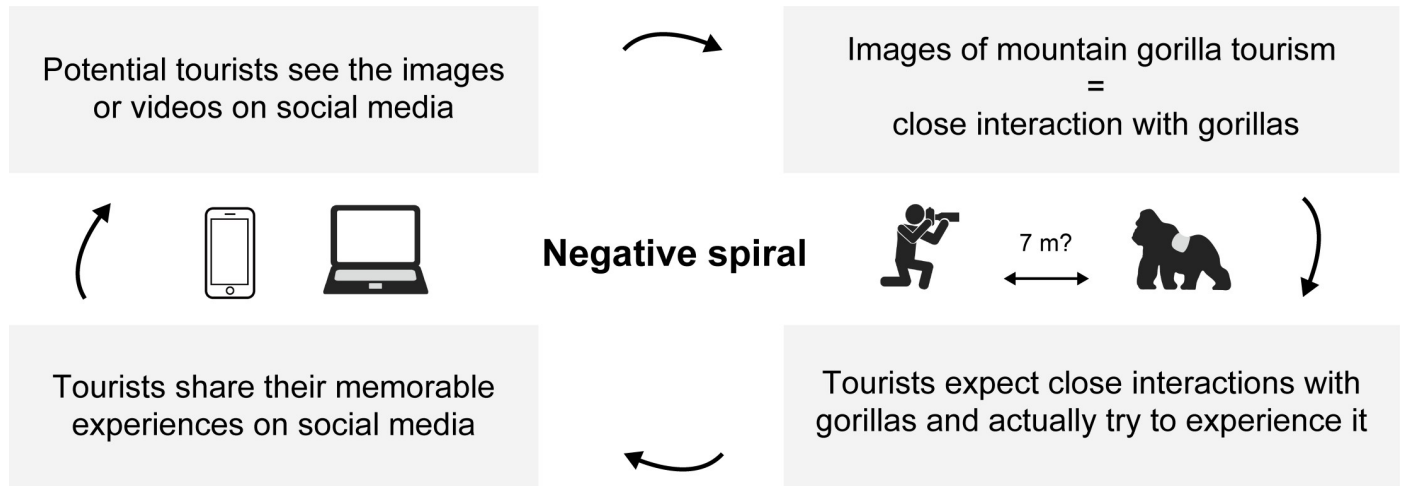 Potential tourists see the images
or videos on social media
Images of mountain gorilla tourism
=
close interaction with gorillas
Negative spiral
7 m?
Tourists share their memorable
experiences on social media
Tourists expect close interactions with
gorillas and actually try to experience it